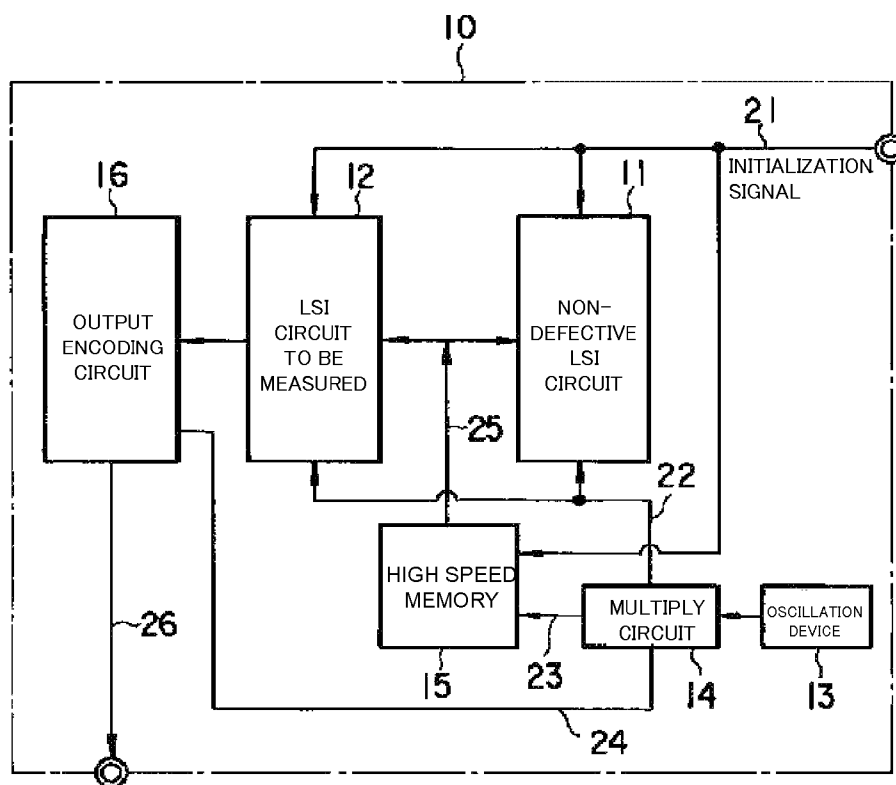 10
21
INITIALIZATION
SIGNAL
16
12
11
OUTPUT
ENCODING
CIRCUIT
LSI
CIRCUIT
TO BE
MEASURED
NON-
DEFECTIVE
LSI
CIRCUIT
25
22
HIGH SPEED
MEMORY
MULTIPLY
CIRCUIT
OSCILLATION
DEVICE
26
15
23
14
13
24